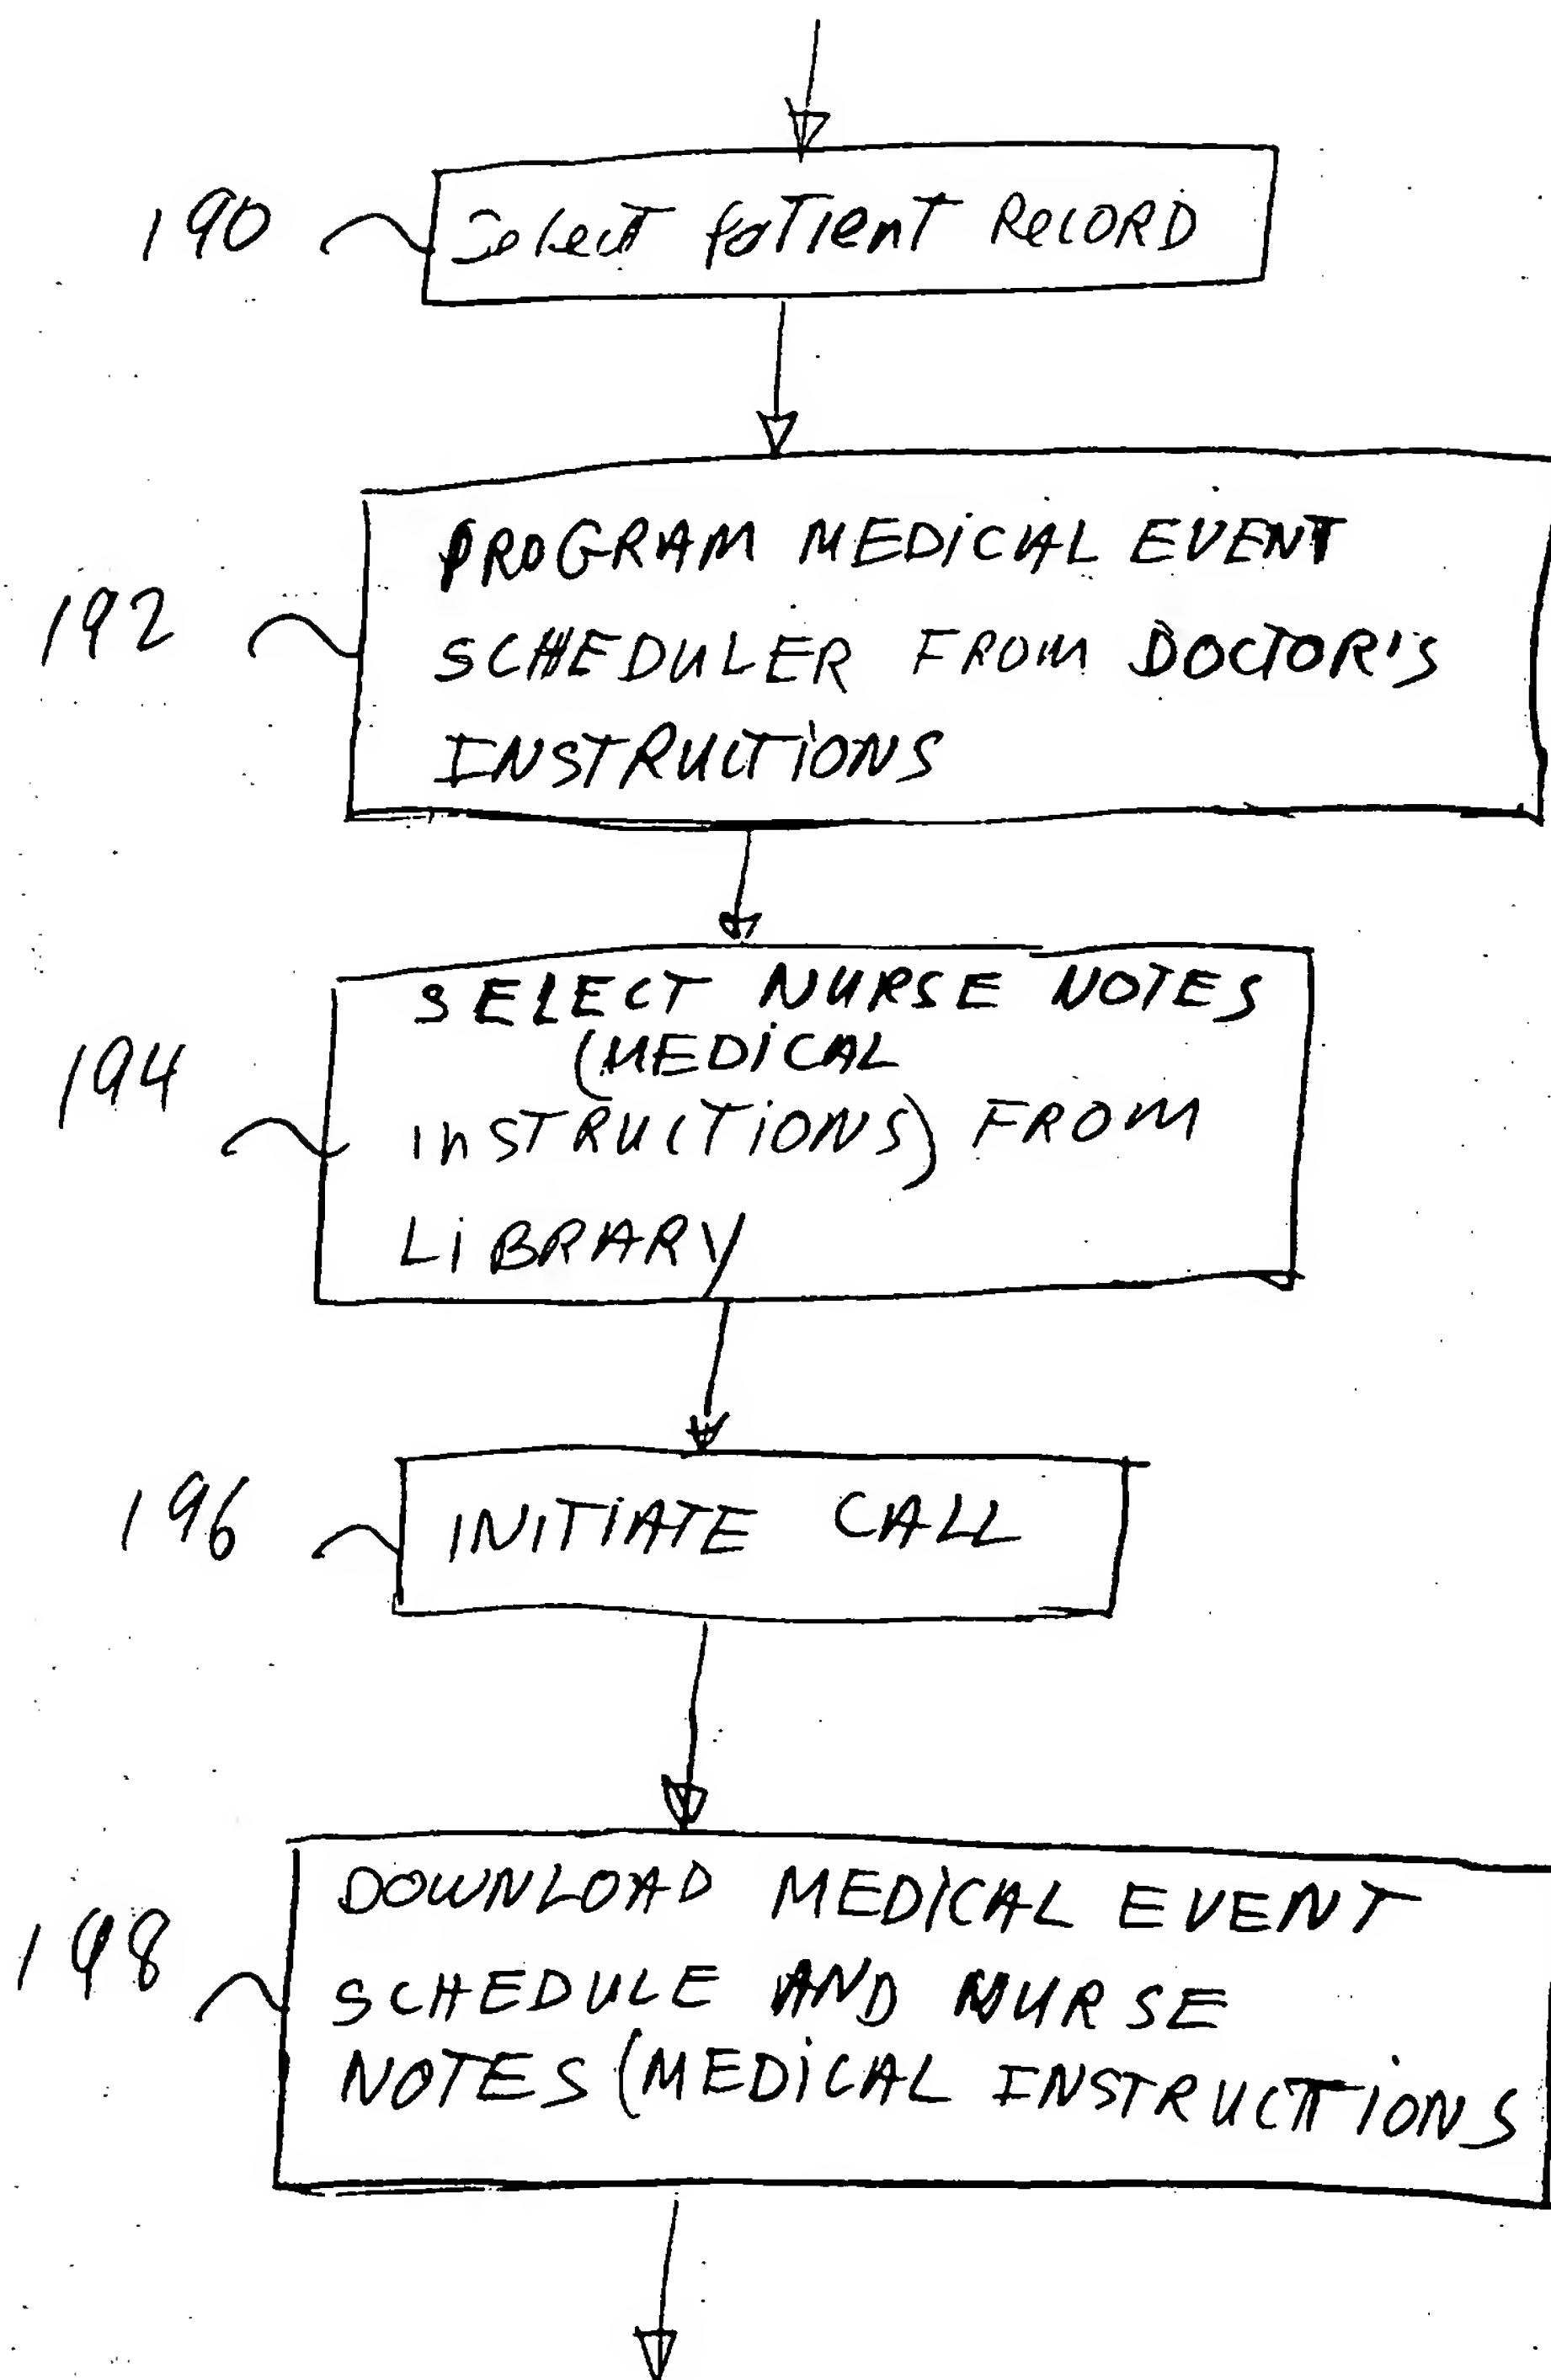 190 Select Patient Record
PROGRAM MEDICAL EVENT
192 SCHEDULER FROM DOCTOR'S
INSTRUCTIONS
SELECT NURSE NOTES
(MEDICAL
194 INSTRUCTIONS) FROM
LIBRARY
196 INITIATE CALL
DOWNLOAD MEDICAL EVENT
198 SCHEDULE AND NURSE
NOTES (MEDICAL INSTRUCTIONS